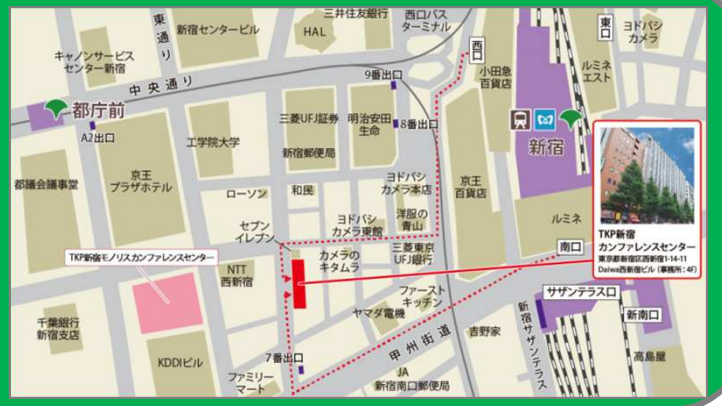 東通り
新宿センタービル
HAL
三井住友銀行
西口バス
ターミナル
西口
東口
ヨドバシ
カメラ
キャノンサービス
センター新宿
中央通り
9番出口
小田急
百貨店
ルミネ
エスト
都庁前
A2出口
工学院大学
三菱UFJ証券
新宿郵便局
明治安田
生命
8番出口
新宿
都議会議事堂
京王
プラザホテル
ローソン
和民
ヨドバシ
カメラ本店
京王
百貨店
セブン
イレブン
ヨドバシ
カメラ東館
洋服の
青山
ルミネ
TKP新宿
カンファレンスセンター
東京都新宿区西新宿1-14-11
Daiwa西新宿ビル(事務所:4F)
TKP新宿モノリスカンファレンスセンター
NTT
西新宿
カメラの
キタムラ
三菱東京
UFJ銀行
南口
ファースト
キッチン
サザンテラス口
ヤマダ電機
新南口
千葉銀行
新宿支店
甲州街道
吉野家
新宿サザンテラス
KDDIビル
7番出口
高島屋
ファミリー
マート
JA
新宿南口郵便局